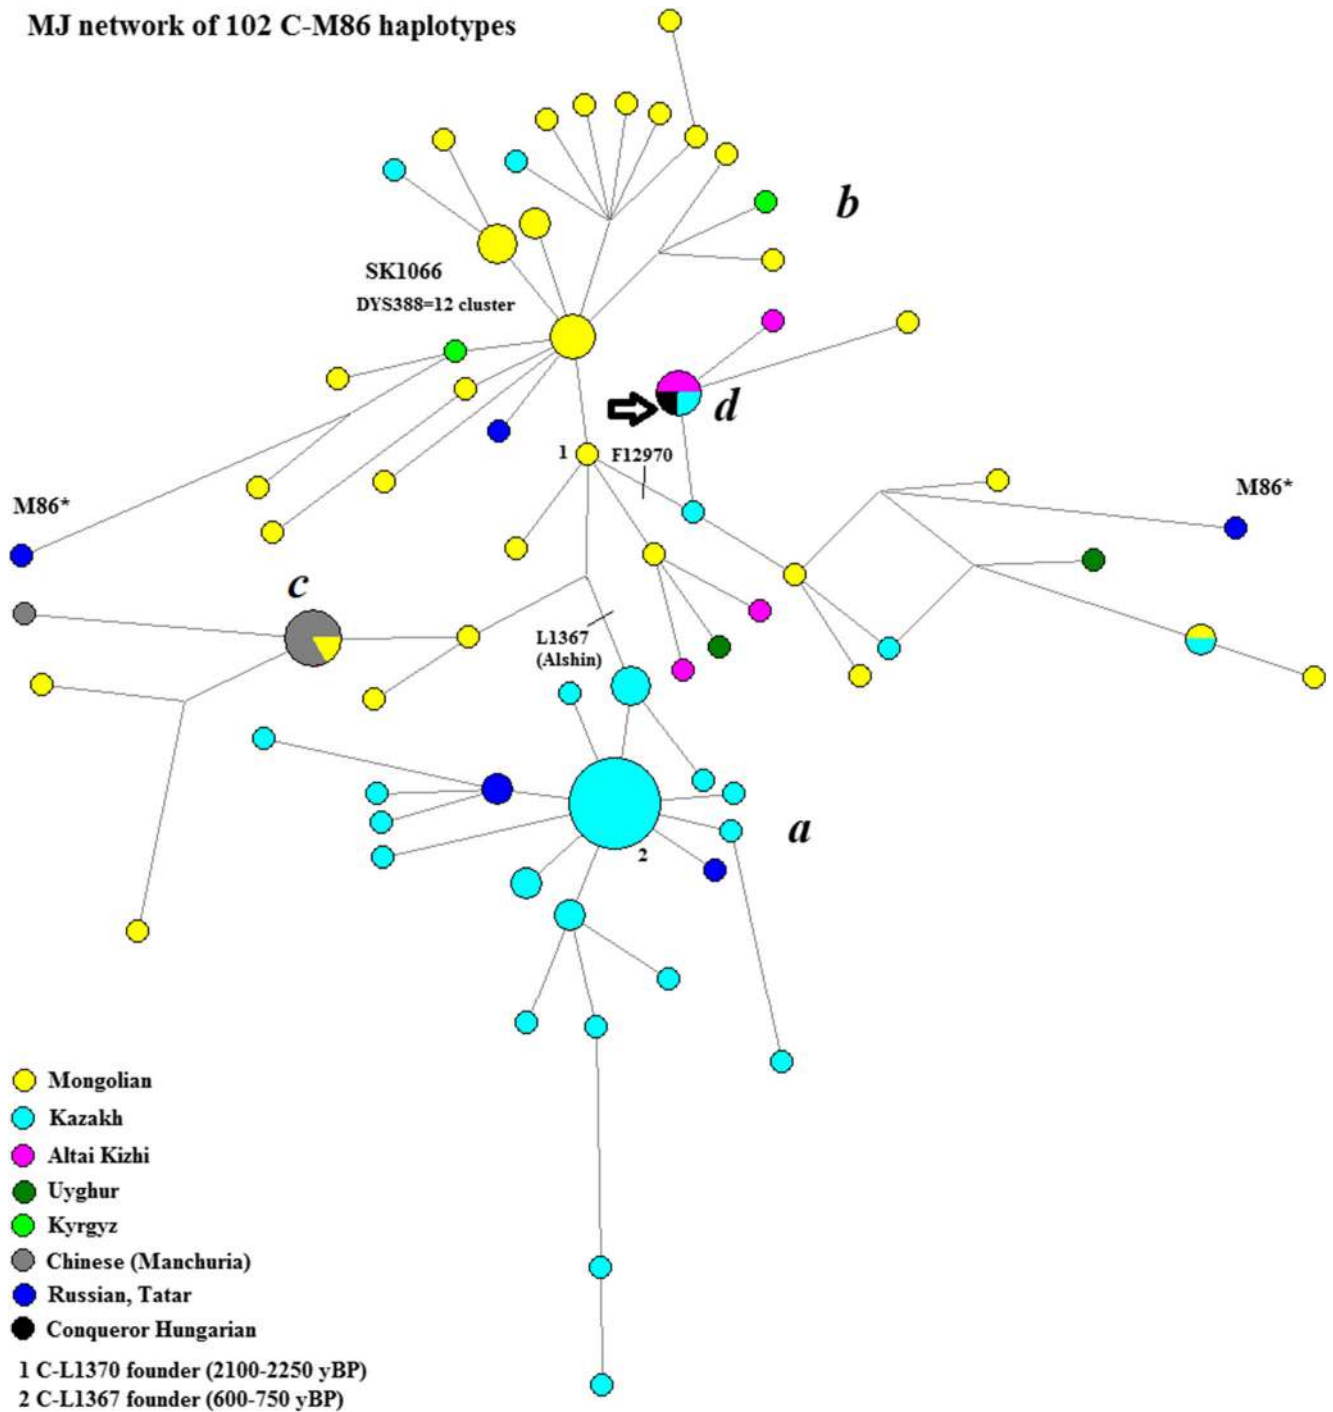 MJ network of 102 C-M86 haplotypes
b
SK1066
DYS388=12 cluster
d
1
F12970
M86*
M86*
c
L1367
(Alshin)
a
2
Mongolian
Kazakh
Altai Kizhi
Uyghur
Kyrgyz
Chinese (Manchuria)
Russian, Tatar
Conqueror Hungarian
1 C-L1370 founder (2100-2250 yBP)
2 C-L1367 founder (600-750 yBP)